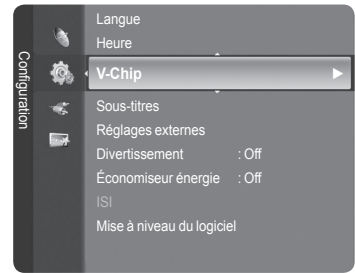 Configuration
Langue
Heure
V-Chip
Sous-titres
Réglages externes
Divertissement : Off
Économiseur énergie : Off
ISI
Mise à niveau du logiciel